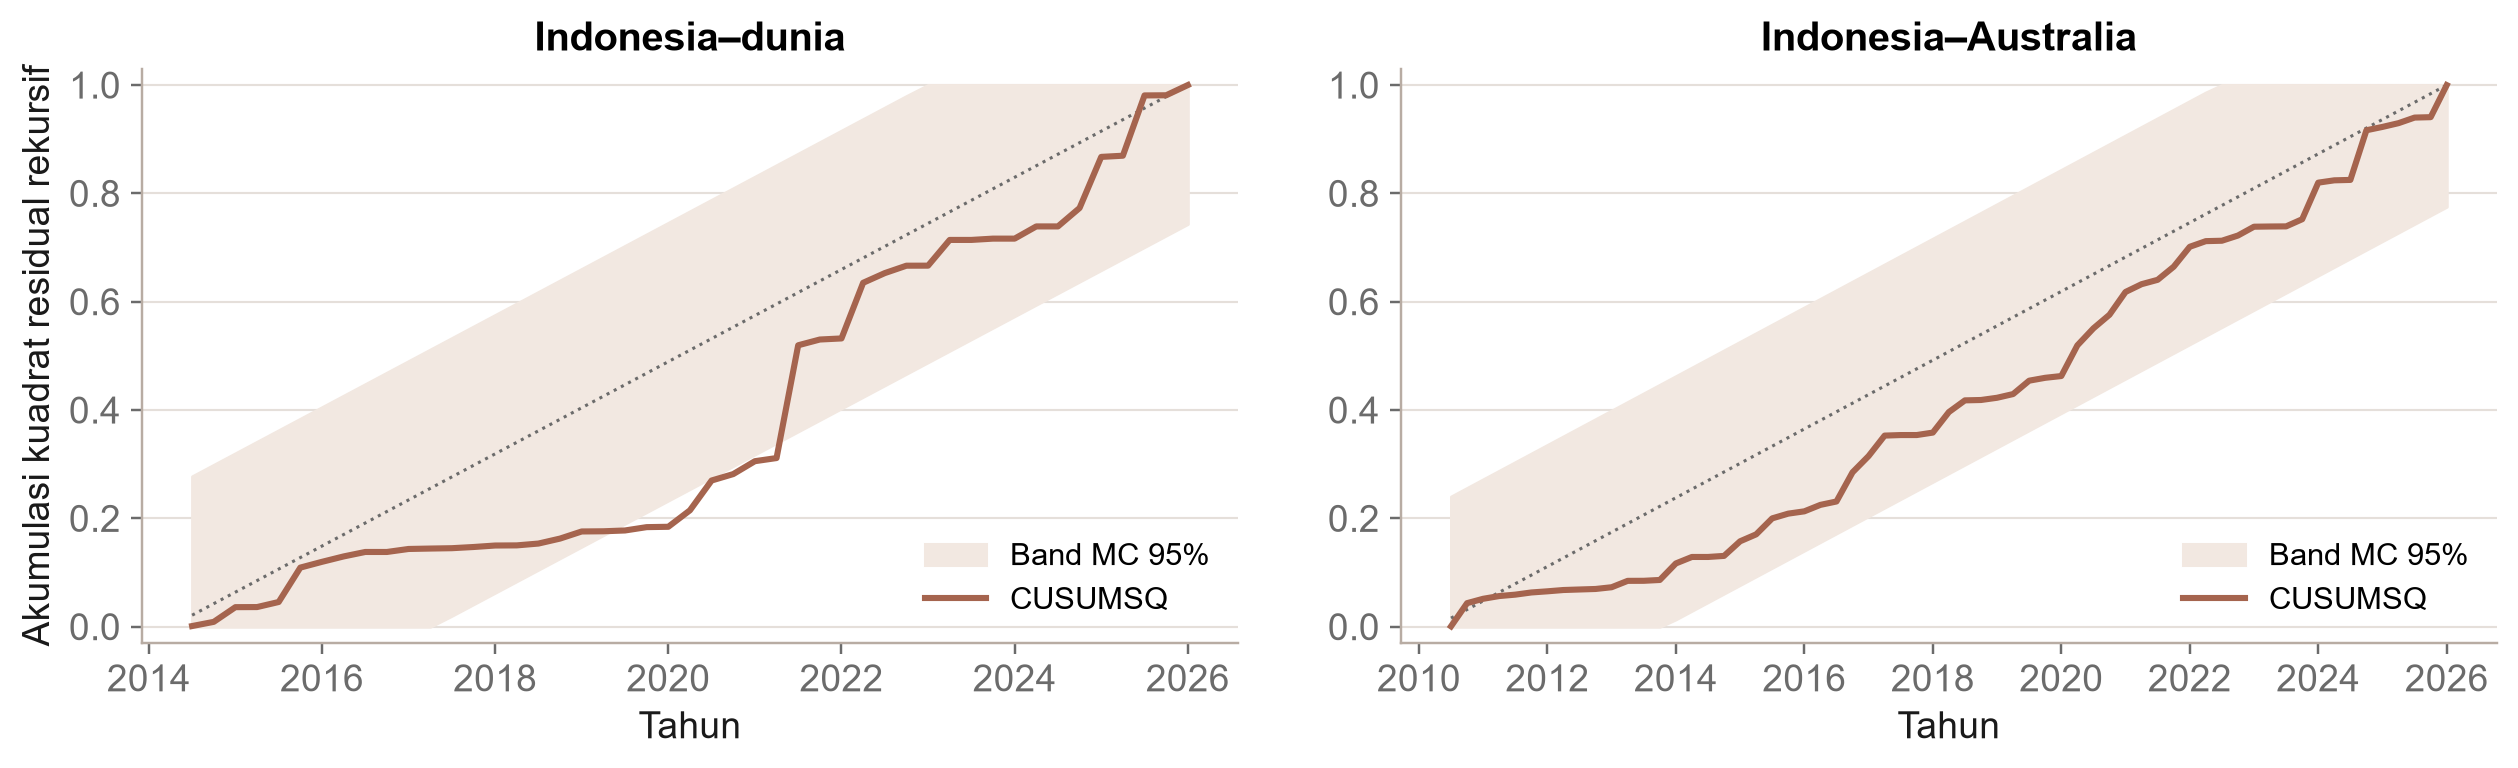 Indonesia–dunia
Akumulasi kuadrat residual rekursif
1.0
0.8
0.6
0.4
0.2
0.0
Band MC 95%
CUSUMSQ
2014 2016 2018 2020 2022 2024 2026
Tahun
Indonesia–Australia
1.0
0.8
0.6
0.4
0.2
0.0
Band MC 95%
CUSUMSQ
2010 2012 2014 2016 2018 2020 2022 2024 2026
Tahun